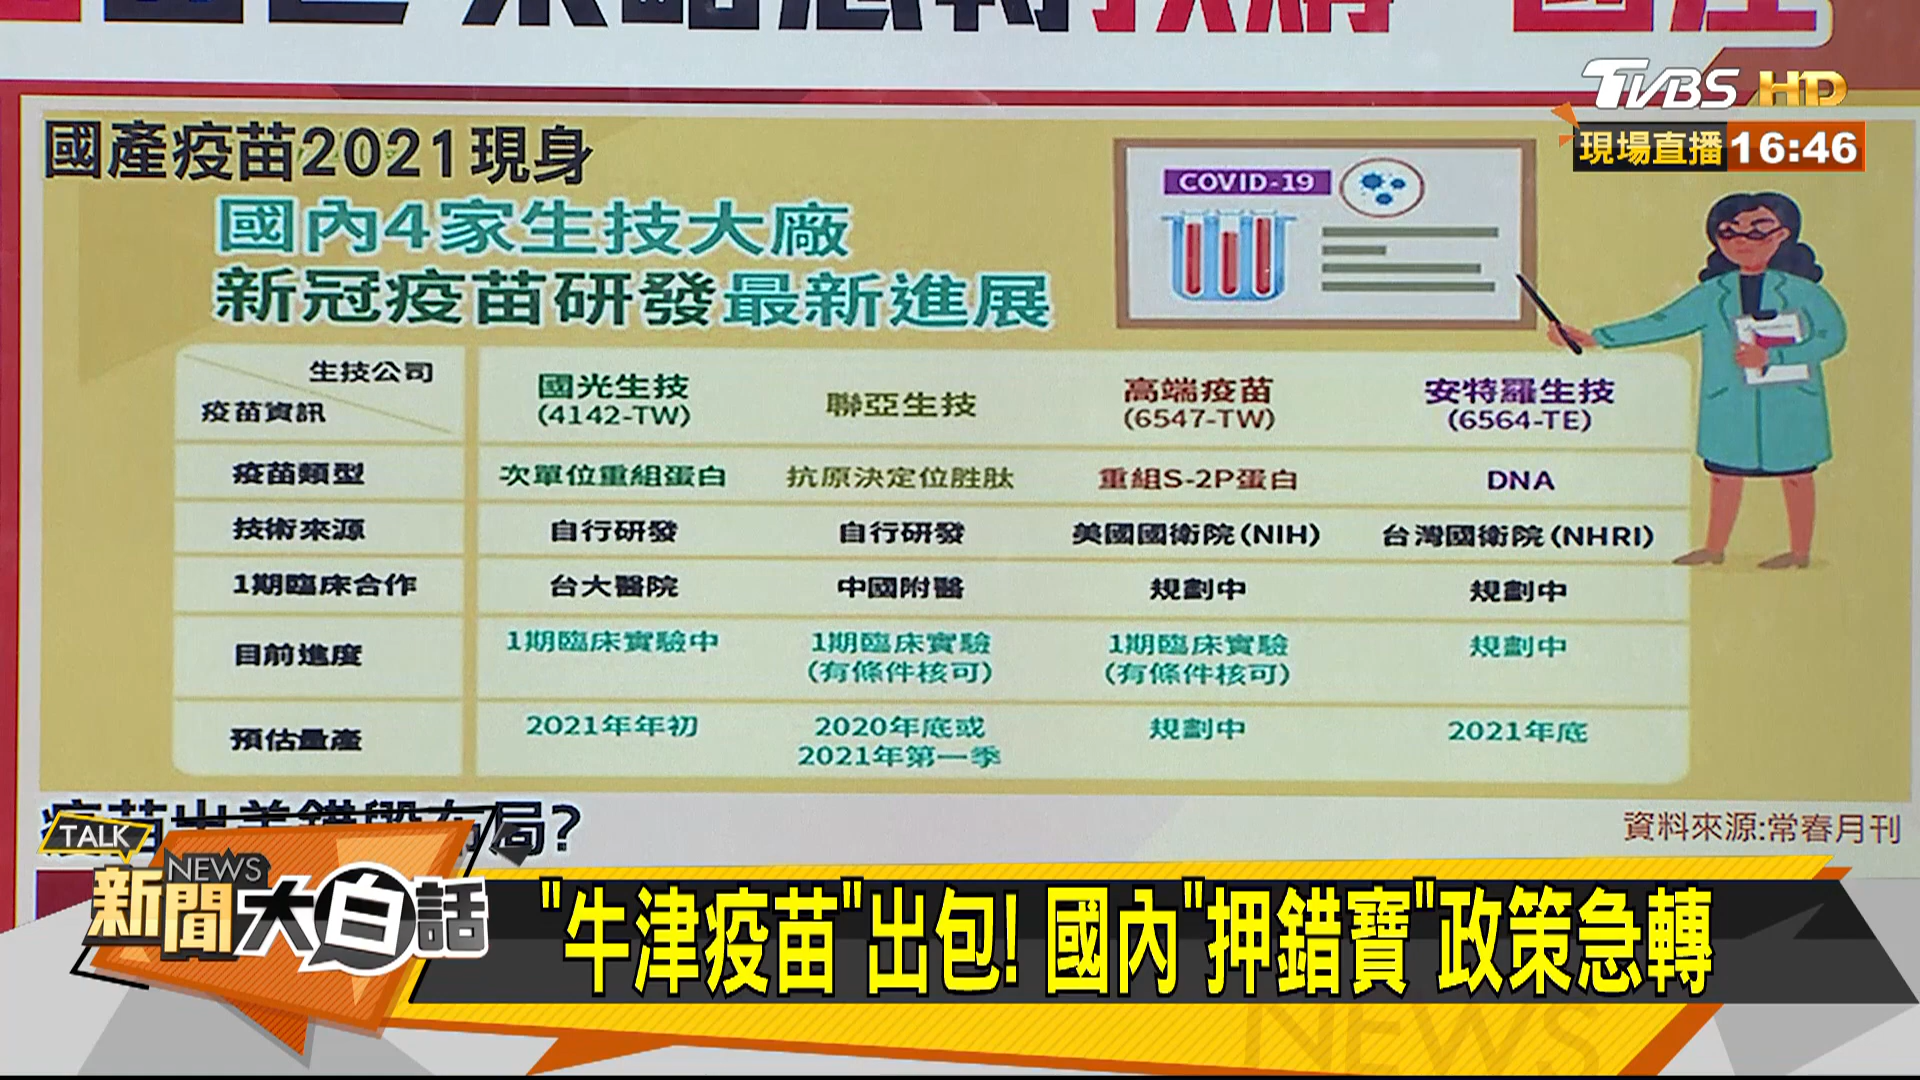 TVBS HD
現場直播 16:46
國產疫苗2021現身
國內4家生技大廠
新冠疫苗研發最新進展
COVID-19
生技公司
疫苗資訊
國光生技 (4142-TW)
聯亞生技
高端疫苗 (6547-TW)
安特羅生技 (6564-TE)
疫苗類型 次單位重組蛋白 抗原決定位胜肽 重組S-2P蛋白 DNA
技術來源 自行研發 自行研發 美國國衛院(NIH) 台灣國衛院(NHRI)
1期臨床合作 台大醫院 中國附醫 規劃中 規劃中
目前進度 1期臨床實驗中 1期臨床實驗(有條件核可) 1期臨床實驗(有條件核可) 規劃中
預估量產 2021年年初 2020年底或2021年第一季 規劃中 2021年底
資料來源:常春月刊
TALK
NEWS
新聞大白話
"牛津疫苗"出包! 國內"押錯寶"政策急轉
NEWS